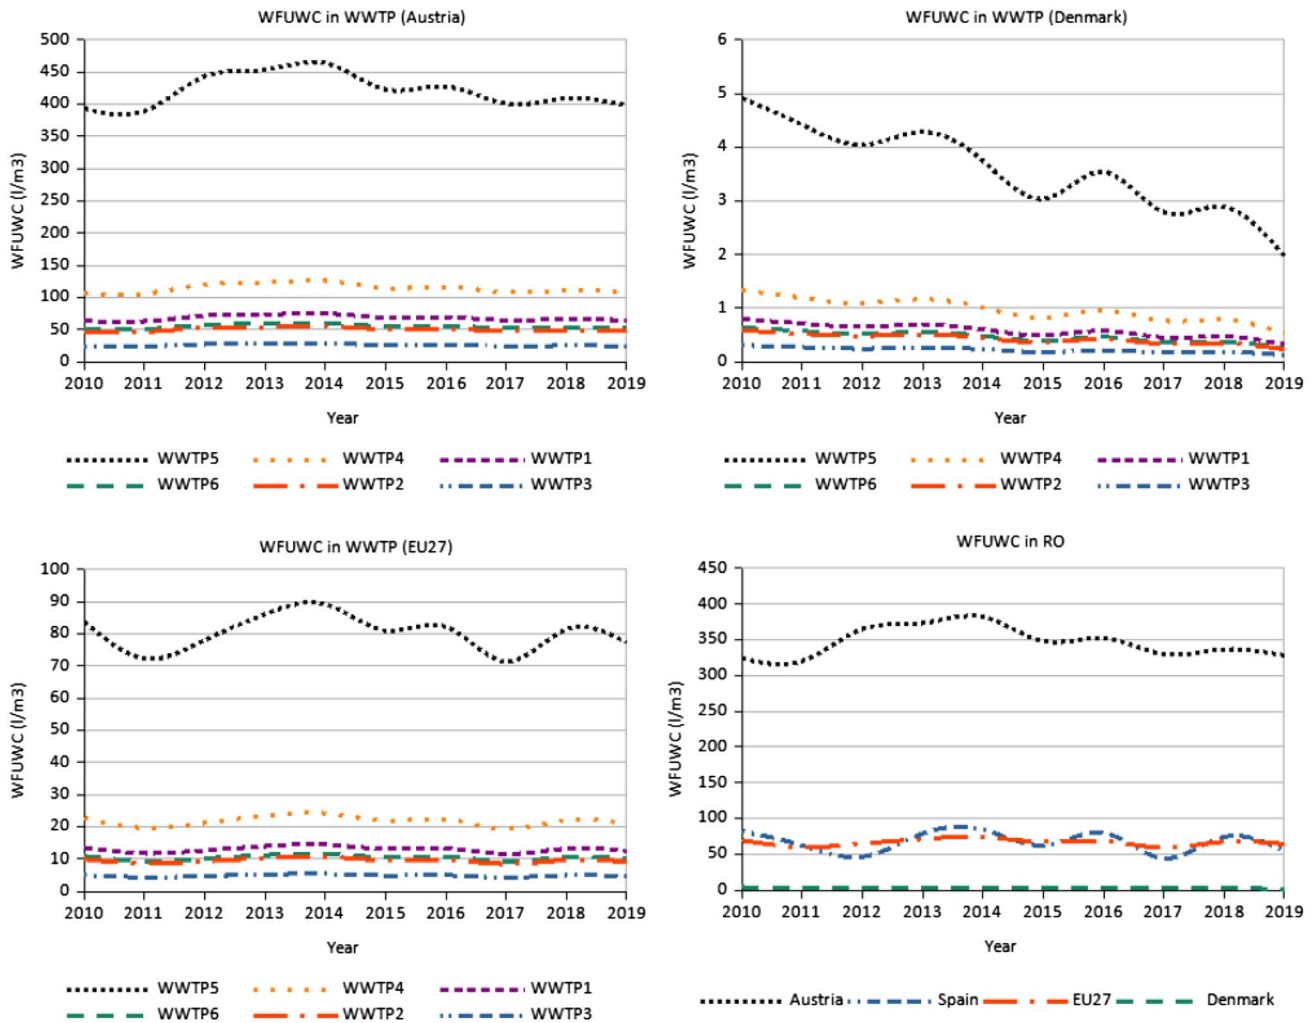 WFUWC in WWTP (Austria)
WFUWC (l/m3)
500
450
400
350
300
250
200
150
100
50
0
2010 2011 2012 2013 2014 2015 2016 2017 2018 2019
Year
WWTP5 WWTP4 WWTP1
WWTP6 WWTP2 WWTP3
WFUWC in WWTP (Denmark)
WFUWC (l/m3)
6
5
4
3
2
1
0
2010 2011 2012 2013 2014 2015 2016 2017 2018 2019
Year
WWTP5 WWTP4 WWTP1
WWTP6 WWTP2 WWTP3
WFUWC in WWTP (EU27)
WFUWC (l/m3)
100
90
80
70
60
50
40
30
20
10
0
2010 2011 2012 2013 2014 2015 2016 2017 2018 2019
Year
WWTP5 WWTP4 WWTP1
WWTP6 WWTP2 WWTP3
WFUWC in RO
WFUWC (l/m3)
450
400
350
300
250
200
150
100
50
0
2010 2011 2012 2013 2014 2015 2016 2017 2018 2019
Year
Austria Spain EU27 Denmark